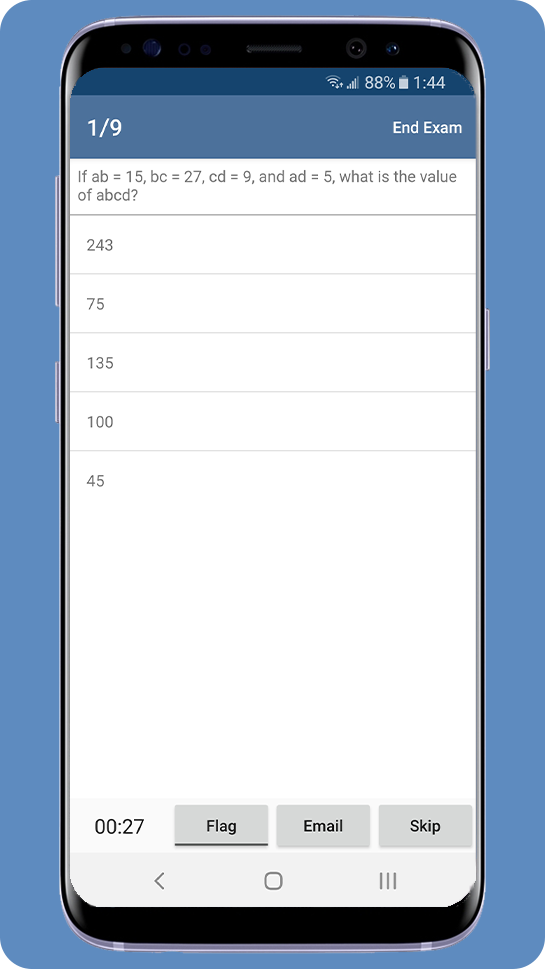 88% 1:44
1/9 End Exam
If ab = 15, bc = 27, cd = 9, and ad = 5, what is the value
of abcd?
243
75
135
100
45
00:27 Flag Email Skip